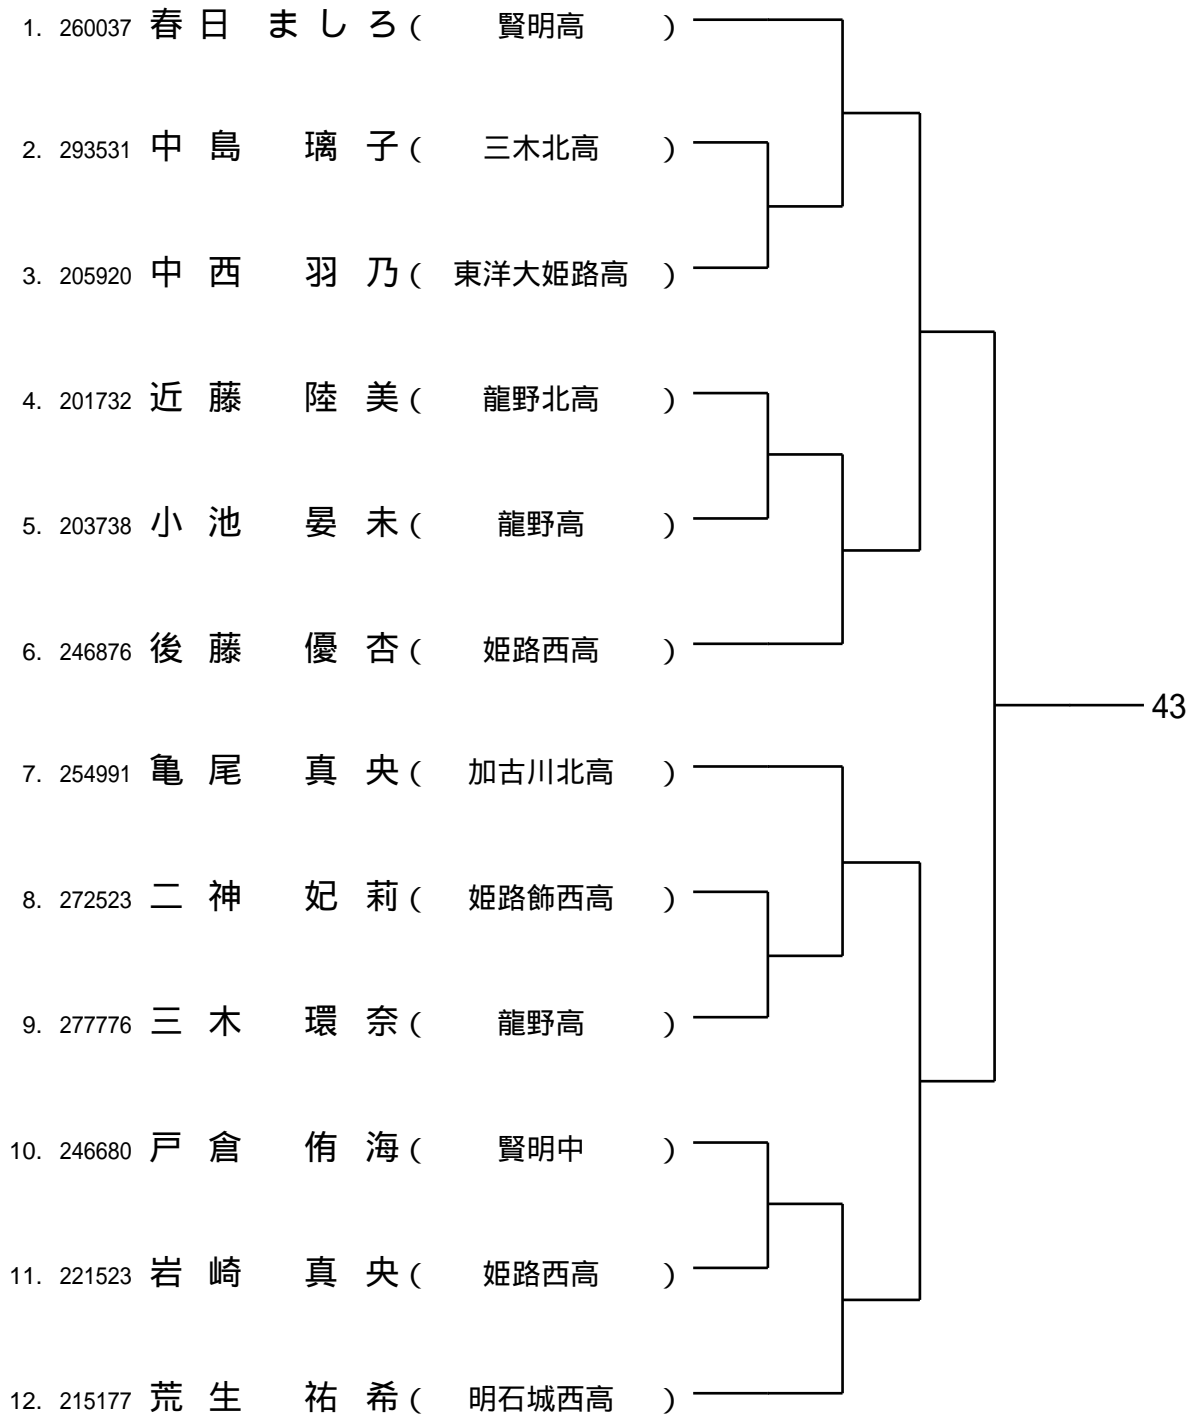 1. 260037 春日 ましろ ( 賢明高 )
2. 293531 中島 璃子 ( 三木北高 )
3. 205920 中西 羽乃 ( 東洋大姫路高 )
4. 201732 近藤 陸美 ( 龍野北高 )
5. 203738 小池 晏未 ( 龍野高 )
6. 246876 後藤 優杏 ( 姫路西高 )
43
7. 254991 亀尾 真央 ( 加古川北高 )
8. 272523 二神 妃莉 ( 姫路飾西高 )
9. 277776 三木 環奈 ( 龍野高 )
10. 246680 戸倉 侑海 ( 賢明中 )
11. 221523 岩崎 真央 ( 姫路西高 )
12. 215177 荒生 祐希 ( 明石城西高 )